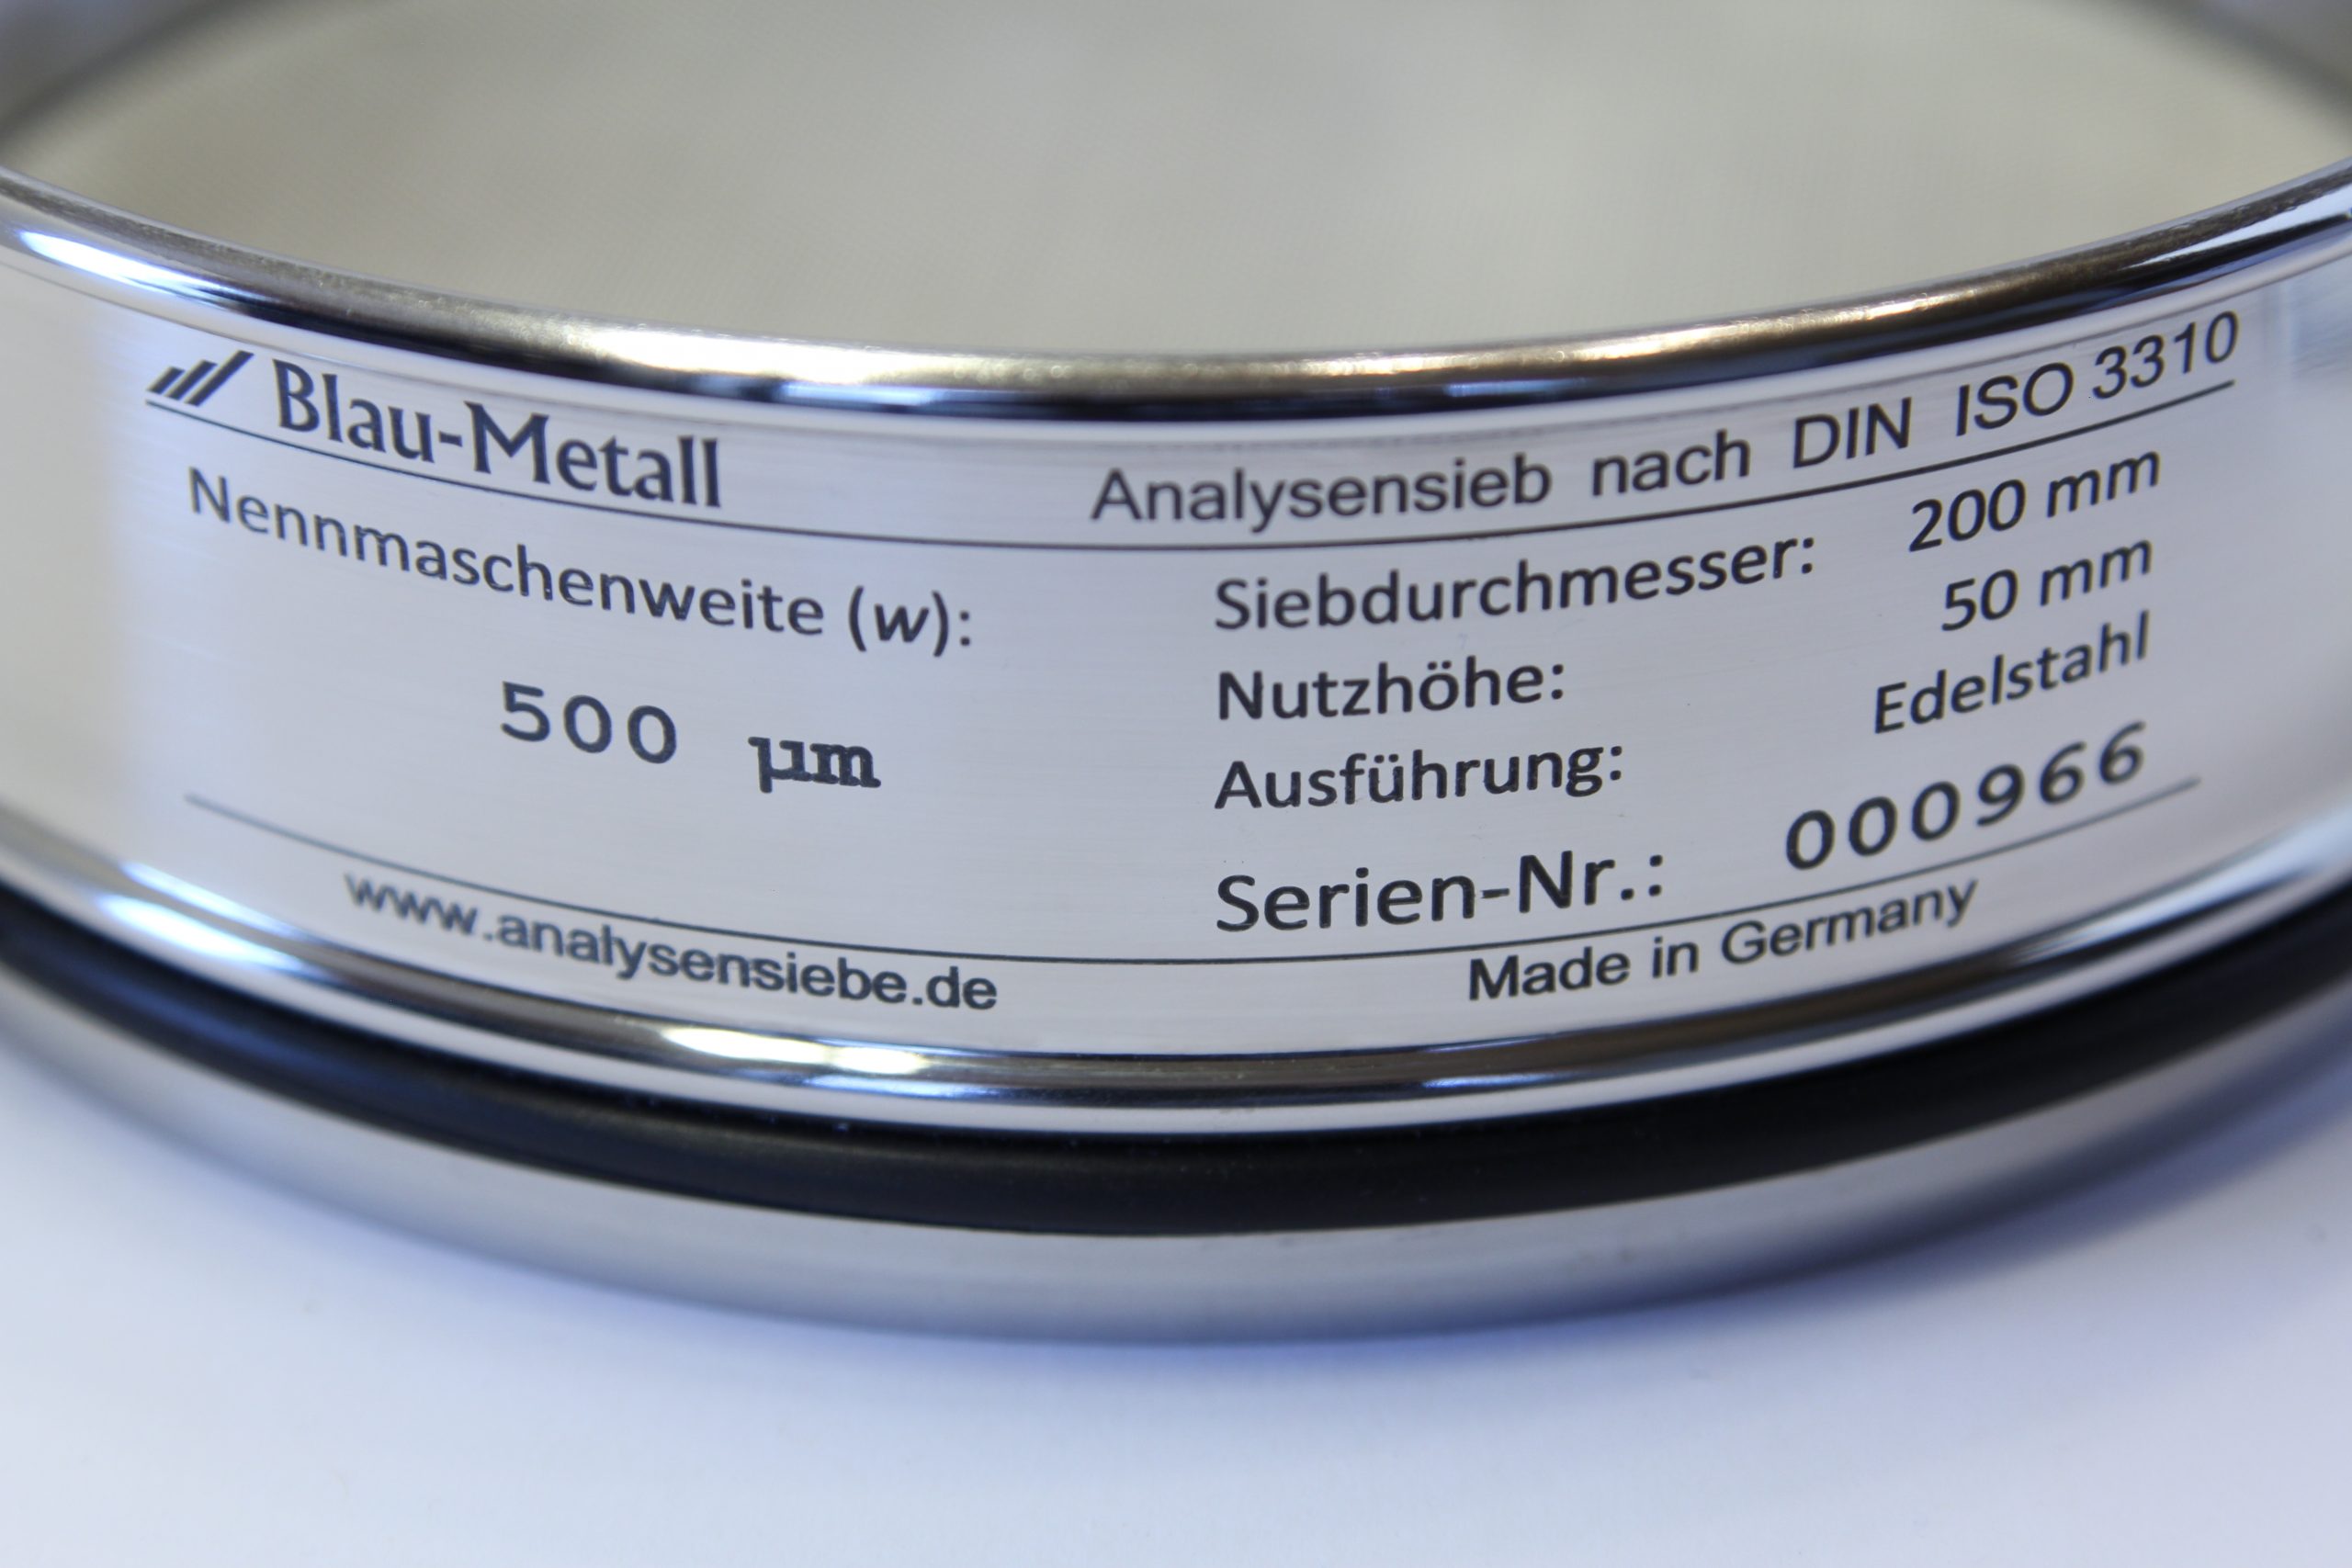 Blau-Metall
Analysensieb nach DIN ISO 3310
Nennmaschenweite (w):
500 µm
Siebdurchmesser: 200 mm
Nutzhöhe: 50 mm
Ausführung: Edelstahl
Serien-Nr.: 000966
www.analysensiebe.de
Made in Germany